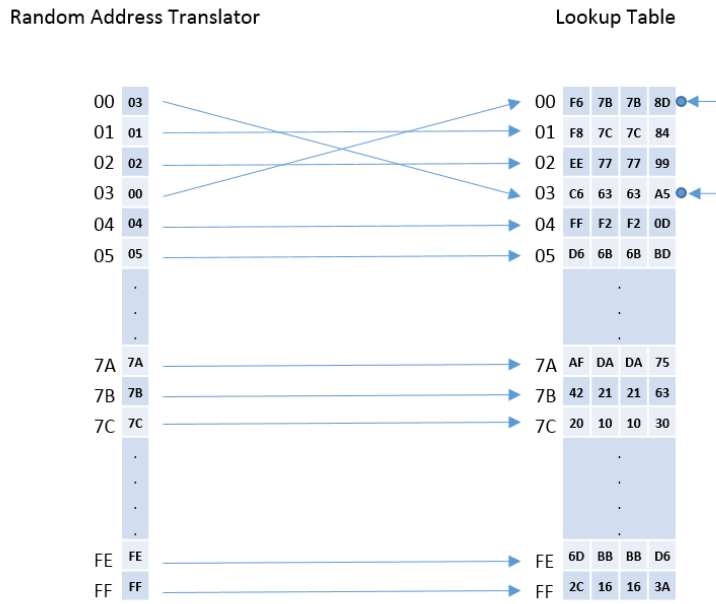 Random Address Translator Lookup Table
00 03 00 F6 7B 7B 8D
01 01 01 F8 7C 7C 84
02 02 02 EE 77 77 99
03 00 03 C6 63 63 A5
04 04 04 FF F2 F2 0D
05 05 05 D6 6B 6B BD
. .
. .
. .
7A 7A 7A AF DA DA 75
7B 7B 7B 42 21 21 63
7C 7C 7C 20 10 10 30
. .
. .
. .
. .
FE FE FE 6D BB BB D6
FF FF FF 2C 16 16 3A